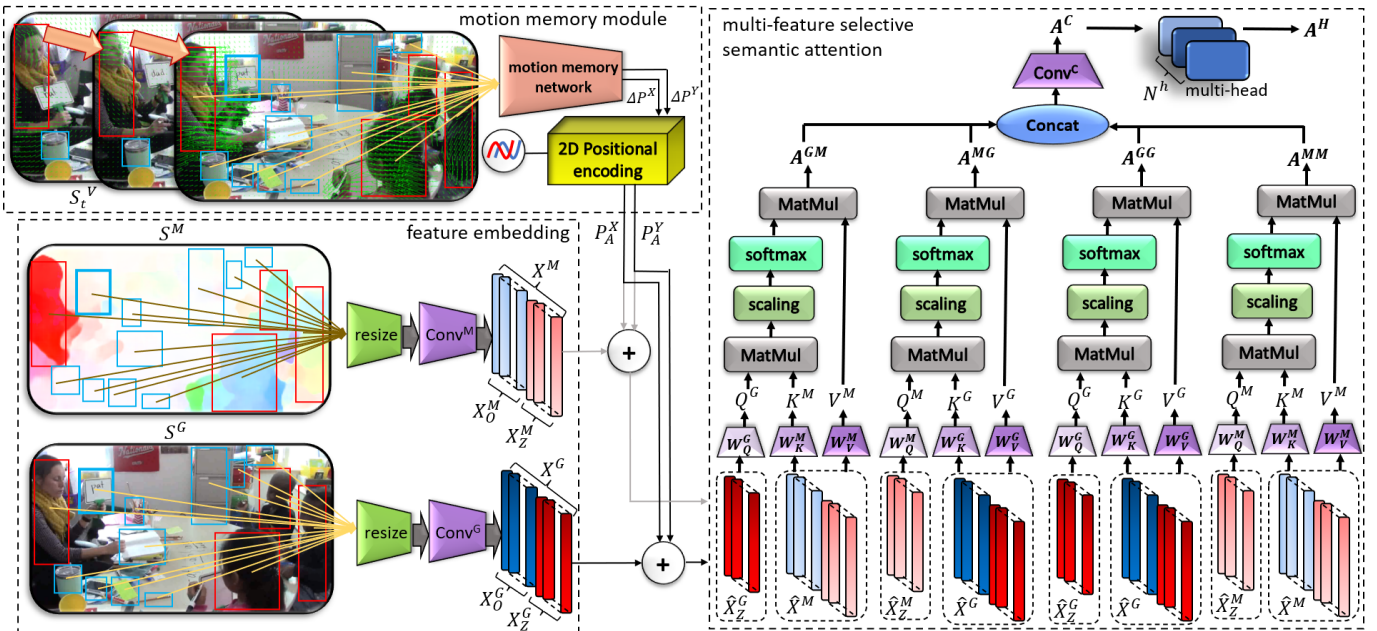 motion memory module
motion memory
network
ΔP^X
ΔP^Y
2D Positional
encoding
S_t^V
P_A^X
P_A^Y
feature embedding
S^M
resize
Conv^M
X^M
X_O^M
X_Z^M
+
S^G
resize
Conv^G
X^G
X_O^G
X_Z^G
+
multi-feature selective
semantic attention
A^C
A^H
Conv^C
N^h
multi-head
Concat
A^GM
A^MG
A^GG
A^MM
MatMul
MatMul
MatMul
MatMul
softmax
softmax
softmax
softmax
scaling
scaling
scaling
scaling
MatMul
MatMul
MatMul
MatMul
Q^G K^M V^M
Q^M K^G V^G
Q^G K^G V^G
Q^M K^M V^M
W_Q^G W_K^M W_V^M
W_Q^M W_K^G W_V^G
W_Q^G W_K^G W_V^G
W_Q^M W_K^M W_V^M
X̂_Z^G
X̂^M
X̂_Z^M
X̂^G
X̂_Z^G
X̂^G
X̂_Z^M
X̂^M